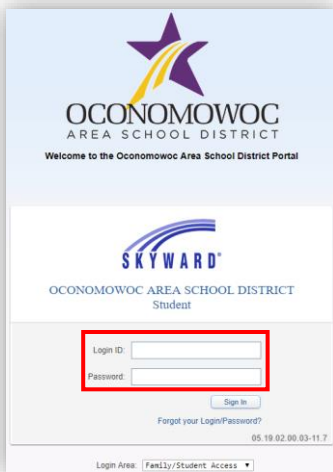 OCONOMOWOC
AREA SCHOOL DISTRICT
Welcome to the Oconomowoc Area School District Portal
SKYWARD®
OCONOMOWOC AREA SCHOOL DISTRICT
Student
Login ID:
Password:
Sign In
Forgot your Login/Password?
05.19.02.00.03-11.7
Login Area: Family/Student Access ▼